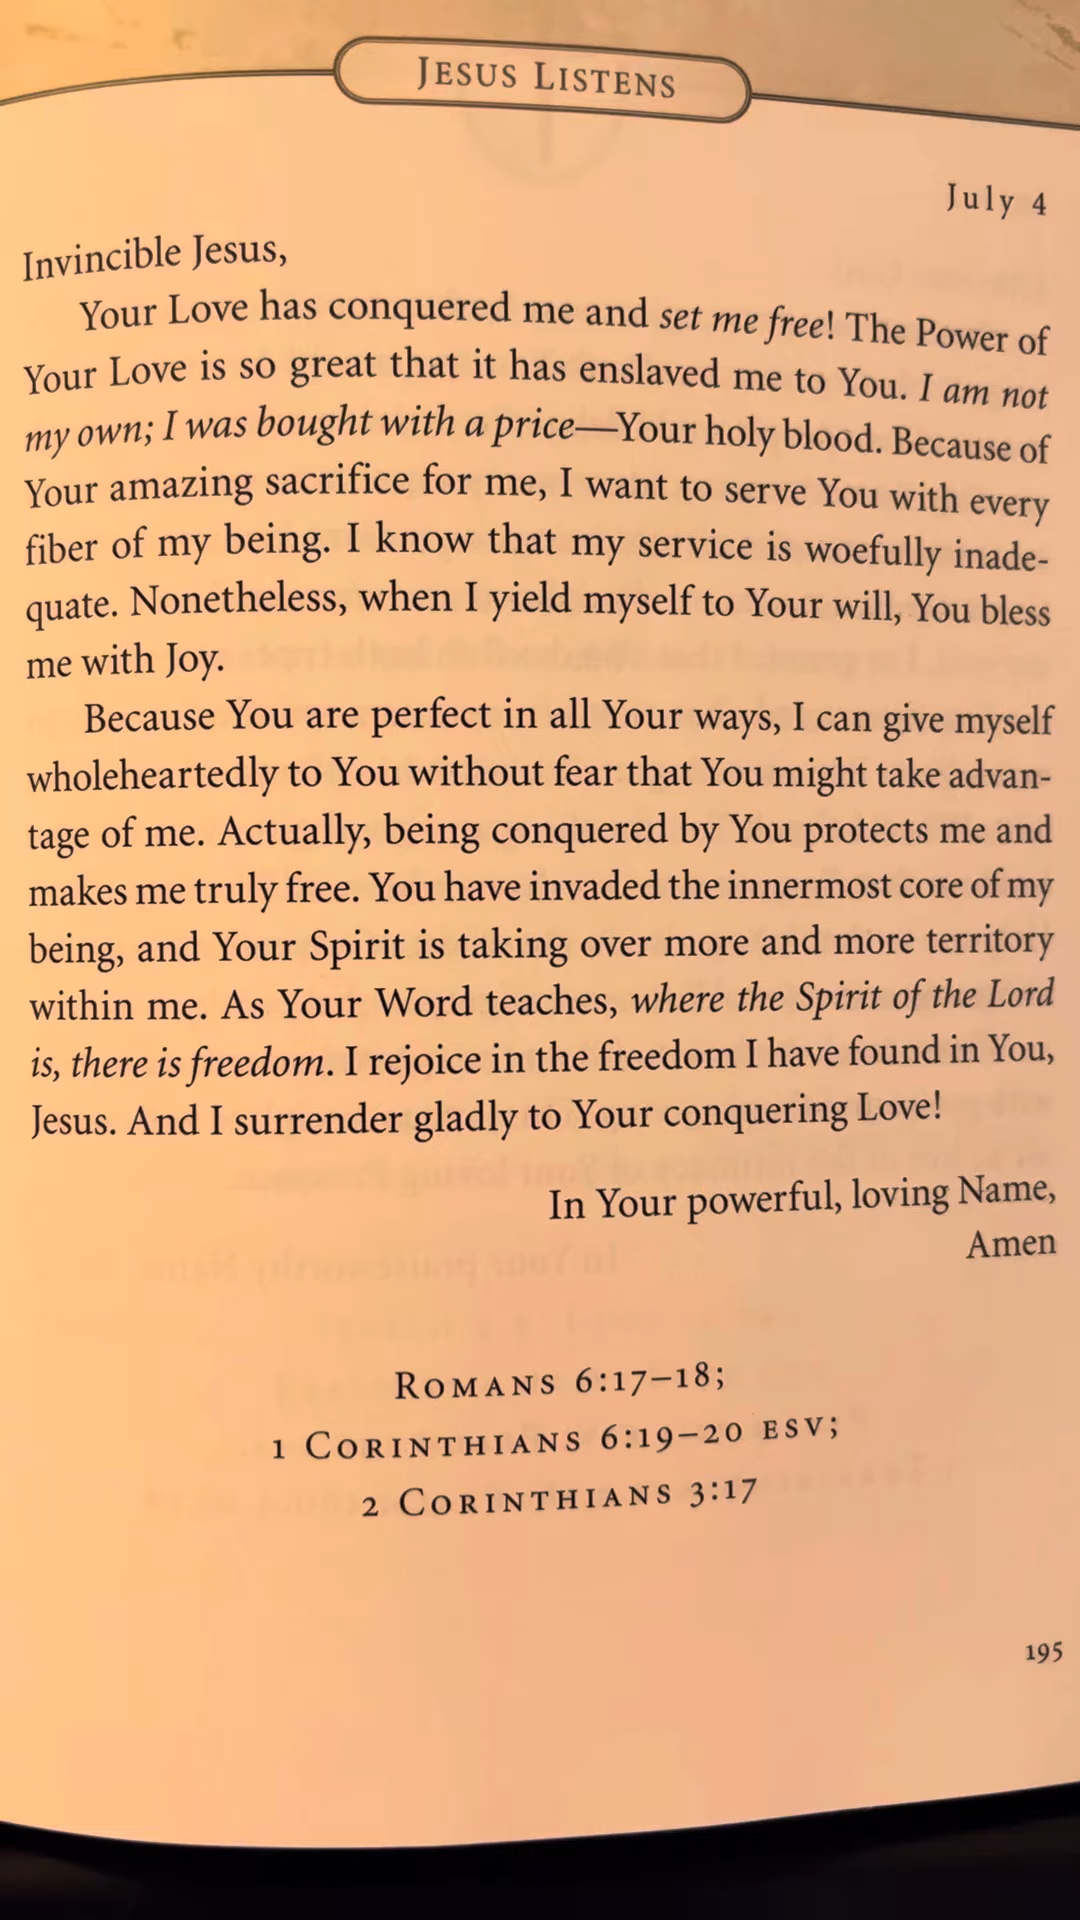 JESUS LISTENS
July 4
Invincible Jesus,
Your Love has conquered me and set me free! The Power of
Your Love is so great that it has enslaved me to You. I am not
my own; I was bought with a price—Your holy blood. Because of
Your amazing sacrifice for me, I want to serve You with every
fiber of my being. I know that my service is woefully inade-
quate. Nonetheless, when I yield myself to Your will, You bless
me with Joy.
Because You are perfect in all Your ways, I can give myself
wholeheartedly to You without fear that You might take advan-
tage of me. Actually, being conquered by You protects me and
makes me truly free. You have invaded the innermost core of my
being, and Your Spirit is taking over more and more territory
within me. As Your Word teaches, where the Spirit of the Lord
is, there is freedom. I rejoice in the freedom I have found in You,
Jesus. And I surrender gladly to Your conquering Love!
In Your powerful, loving Name,
Amen
ROMANS 6:17–18;
1 CORINTHIANS 6:19–20 ESV;
2 CORINTHIANS 3:17
195